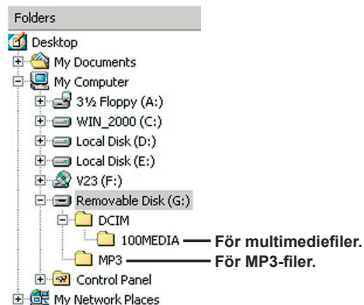 Folders
Desktop
My Documents
My Computer
3½ Floppy (A:)
WIN_2000 (C:)
Local Disk (D:)
Local Disk (E:)
V23 (F:)
Removable Disk (G:)
DCIM
100MEDIA För multimediefiler.
MP3 För MP3-filer.
Control Panel
My Network Places